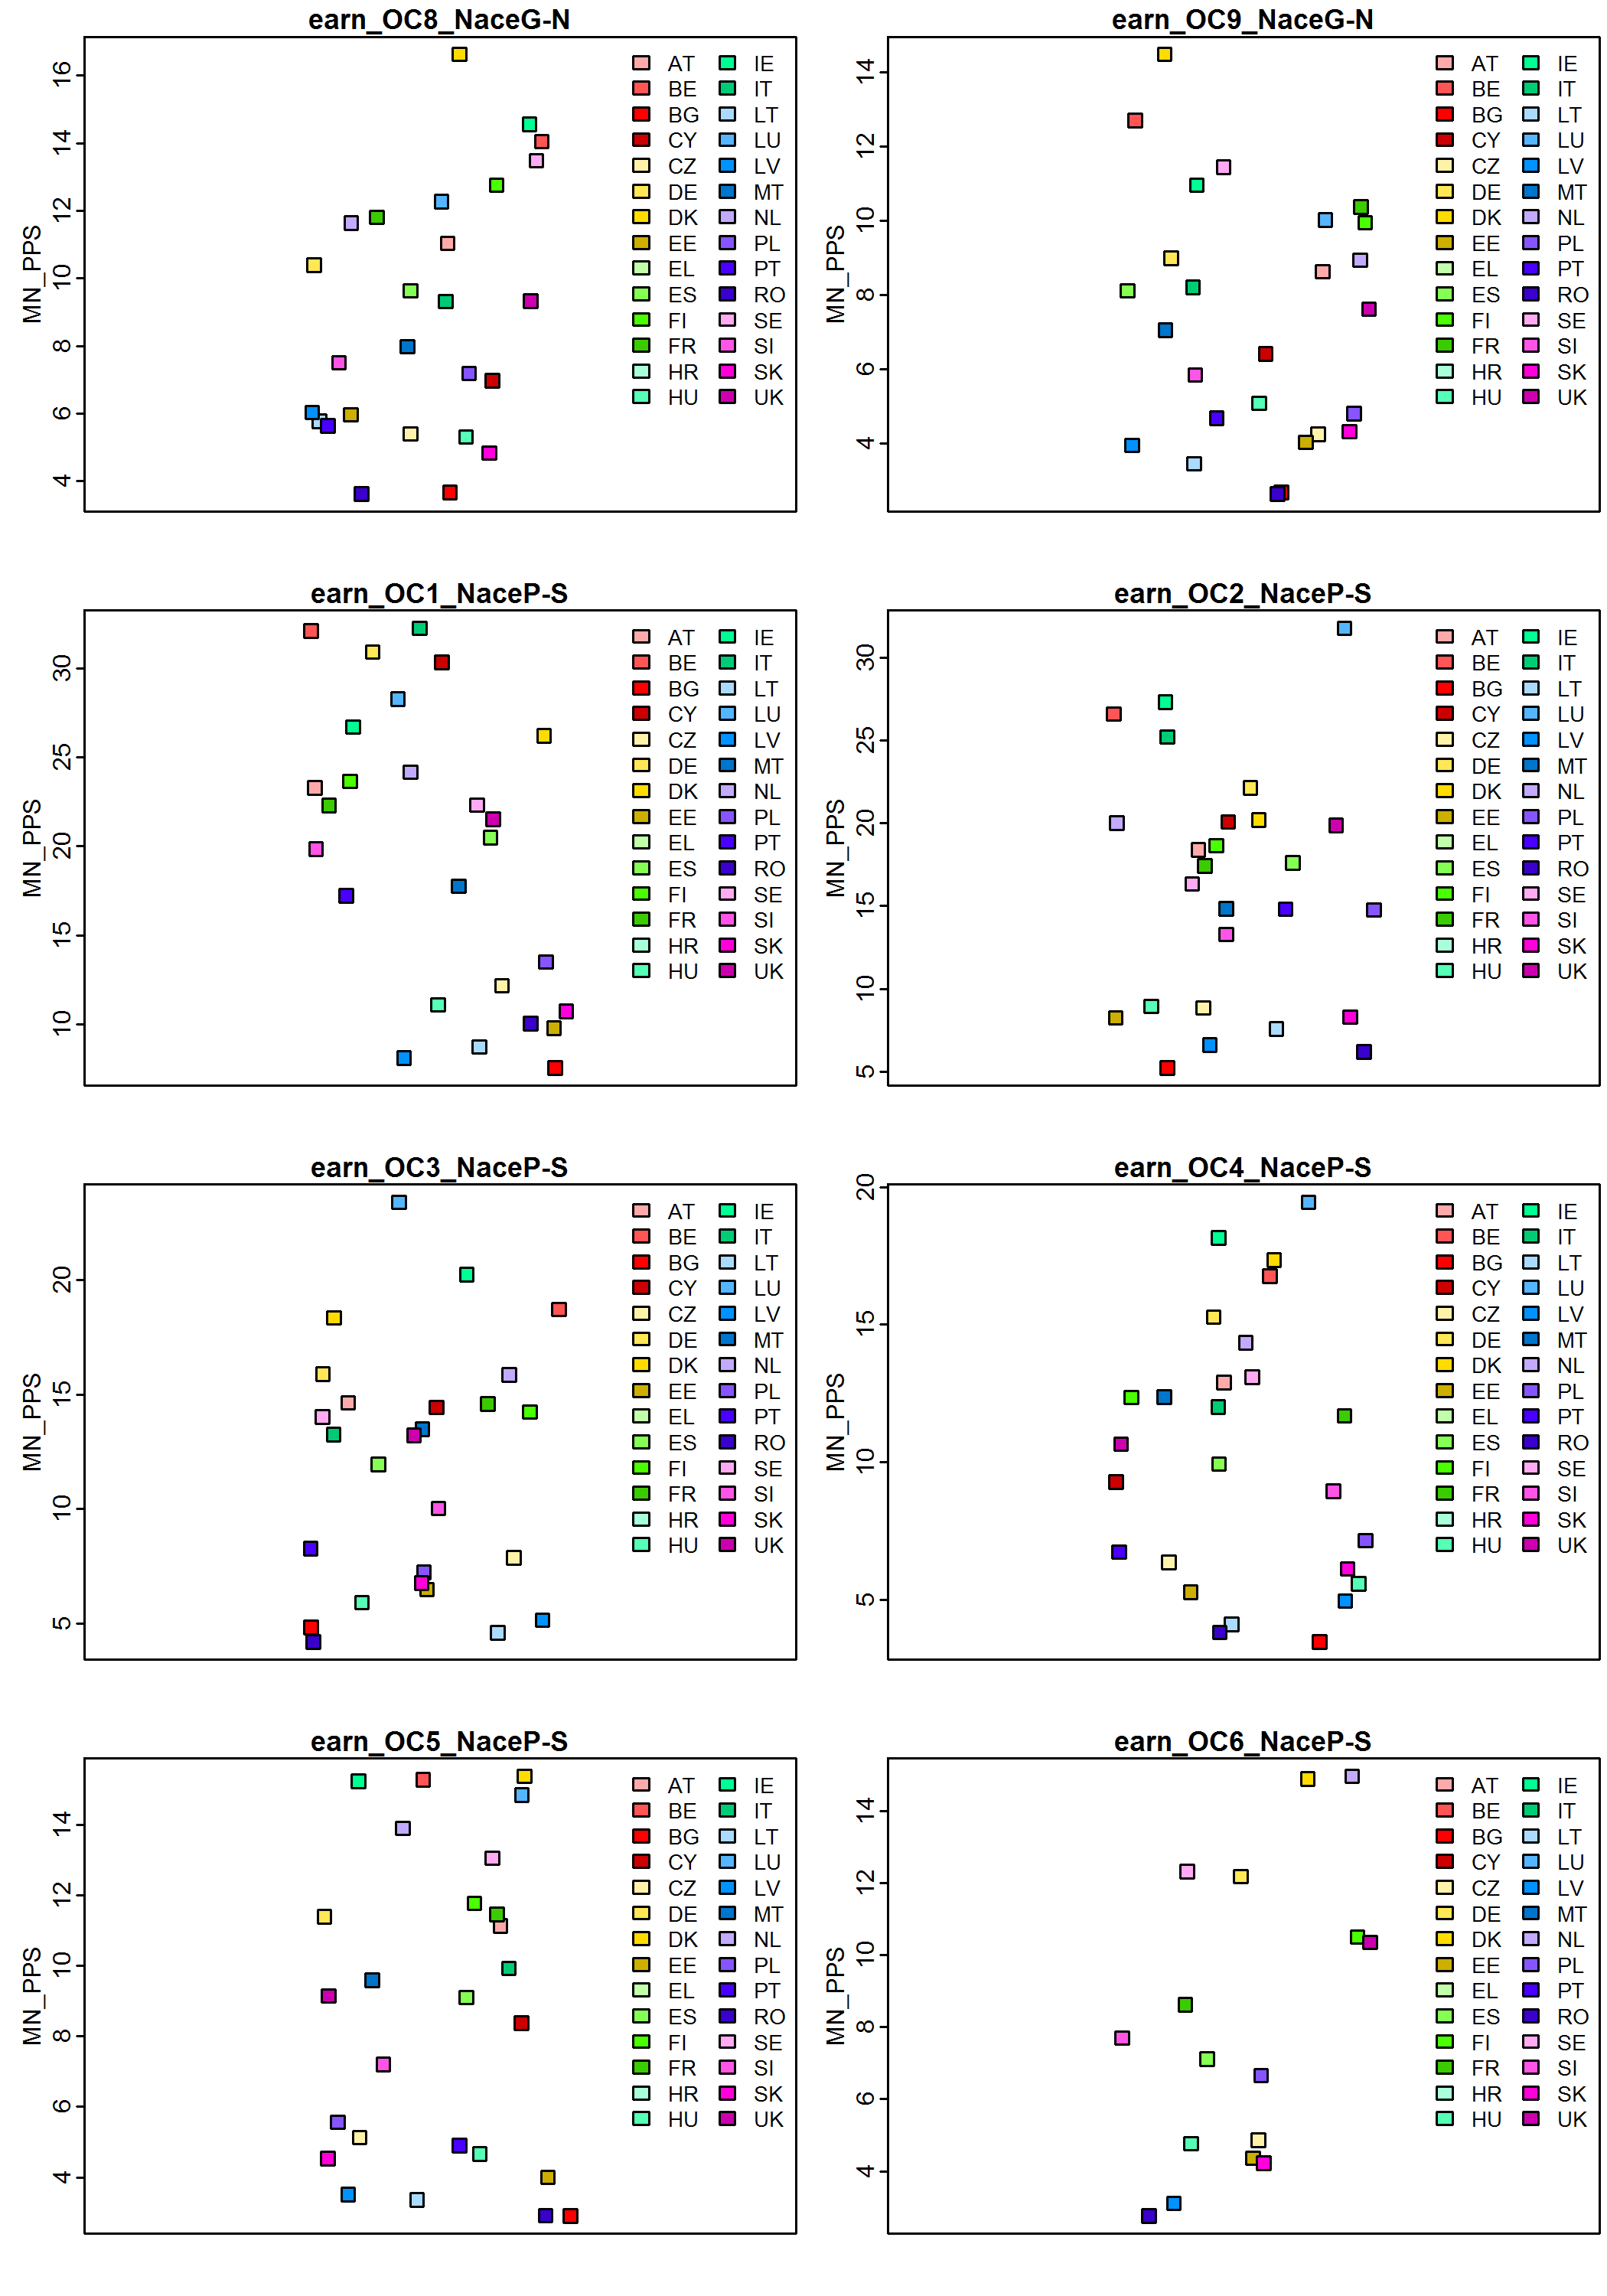 earn_OC8_NaceG-N
MN_PPS
16
14
12
10
8
6
4
AT IE
BE IT
BG LT
CY LU
CZ LV
DE MT
DK NL
EE PL
EL PT
ES RO
FI SE
FR SI
HR SK
HU UK
earn_OC9_NaceG-N
MN_PPS
14
12
10
8
6
4
AT IE
BE IT
BG LT
CY LU
CZ LV
DE MT
DK NL
EE PL
EL PT
ES RO
FI SE
FR SI
HR SK
HU UK
earn_OC1_NaceP-S
MN_PPS
30
25
20
15
10
AT IE
BE IT
BG LT
CY LU
CZ LV
DE MT
DK NL
EE PL
EL PT
ES RO
FI SE
FR SI
HR SK
HU UK
earn_OC2_NaceP-S
MN_PPS
30
25
20
15
10
5
AT IE
BE IT
BG LT
CY LU
CZ LV
DE MT
DK NL
EE PL
EL PT
ES RO
FI SE
FR SI
HR SK
HU UK
earn_OC3_NaceP-S
MN_PPS
20
15
10
5
AT IE
BE IT
BG LT
CY LU
CZ LV
DE MT
DK NL
EE PL
EL PT
ES RO
FI SE
FR SI
HR SK
HU UK
earn_OC4_NaceP-S
MN_PPS
20
15
10
5
AT IE
BE IT
BG LT
CY LU
CZ LV
DE MT
DK NL
EE PL
EL PT
ES RO
FI SE
FR SI
HR SK
HU UK
earn_OC5_NaceP-S
MN_PPS
14
12
10
8
6
4
AT IE
BE IT
BG LT
CY LU
CZ LV
DE MT
DK NL
EE PL
EL PT
ES RO
FI SE
FR SI
HR SK
HU UK
earn_OC6_NaceP-S
MN_PPS
14
12
10
8
6
4
AT IE
BE IT
BG LT
CY LU
CZ LV
DE MT
DK NL
EE PL
EL PT
ES RO
FI SE
FR SI
HR SK
HU UK